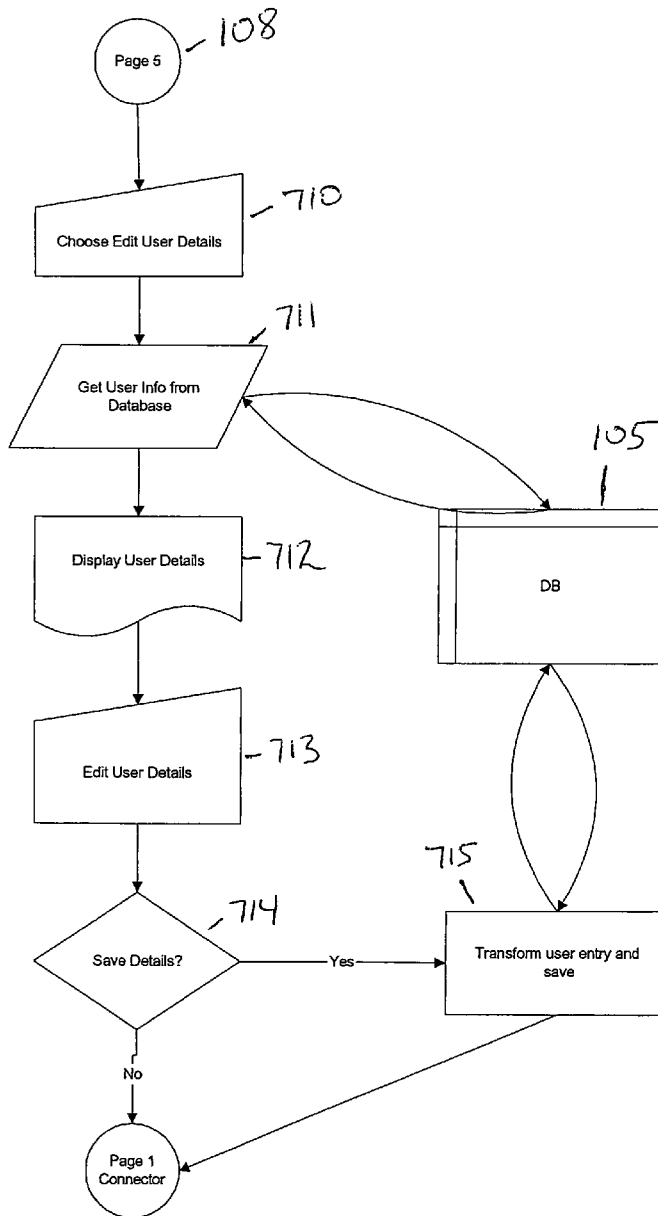 108
Page 5
710
Choose Edit User Details
711
Get User Info from
Database
105
Display User Details
712
DB
Edit User Details
713
715
714
Save Details?
Yes
Transform user entry and
save
No
Page 1
Connector